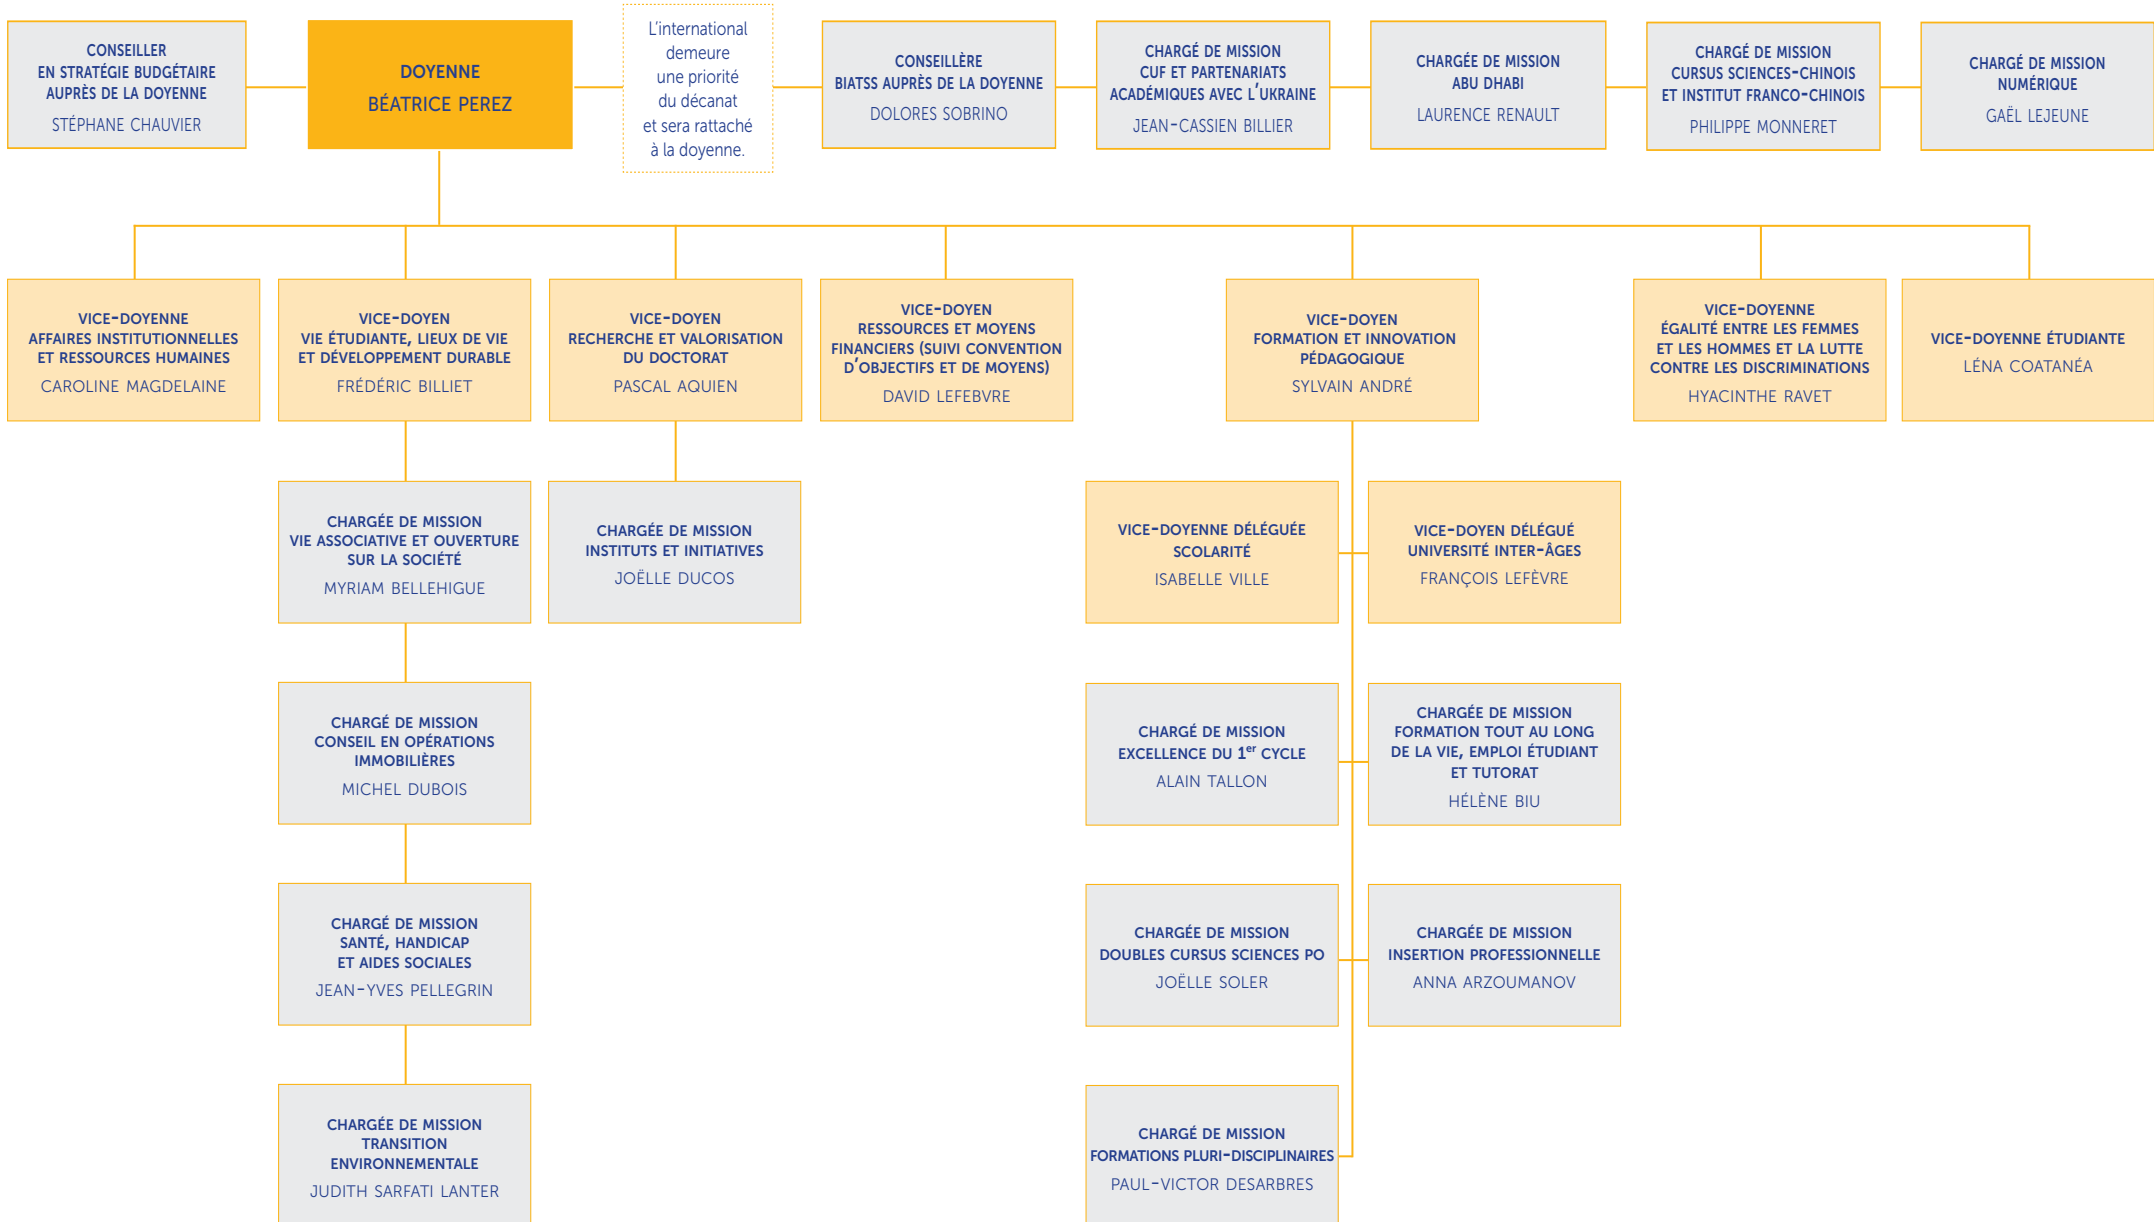 CONSEILLER
EN STRATÉGIE BUDGÉTAIRE
AUPRÈS DE LA DOYENNE
STÉPHANE CHAUVIER
DOYENNE
BÉATRICE PEREZ
L'international
demeure
une priorité
du décanat
et sera rattaché
à la doyenne.
CONSEILLÈRE
BIATSS AUPRÈS DE LA DOYENNE
DOLORES SOBRINO
CHARGÉ DE MISSION
CUF ET PARTENARIATS
ACADÉMIQUES AVEC L'UKRAINE
JEAN-CASSIEN BILLIER
CHARGÉE DE MISSION
ABU DHABI
LAURENCE RENAULT
CHARGÉ DE MISSION
CURSUS SCIENCES-CHINOIS
ET INSTITUT FRANCO-CHINOIS
PHILIPPE MONNERET
CHARGÉ DE MISSION
NUMÉRIQUE
GAËL LEJEUNE
VICE-DOYENNE
AFFAIRES INSTITUTIONNELLES
ET RESSOURCES HUMAINES
CAROLINE MAGDELAINE
VICE-DOYEN
VIE ÉTUDIANTE, LIEUX DE VIE
ET DÉVELOPPEMENT DURABLE
FRÉDÉRIC BILLIET
VICE-DOYEN
RECHERCHE ET VALORISATION
DU DOCTORAT
PASCAL AQUIEN
VICE-DOYEN
RESSOURCES ET MOYENS
FINANCIERS (SUIVI CONVENTION
D'OBJECTIFS ET DE MOYENS)
DAVID LEFEBVRE
VICE-DOYEN
FORMATION ET INNOVATION
PÉDAGOGIQUE
SYLVAIN ANDRÉ
VICE-DOYENNE
ÉGALITÉ ENTRE LES FEMMES
ET LES HOMMES ET LA LUTTE
CONTRE LES DISCRIMINATIONS
HYACINTHE RAVET
VICE-DOYENNE ÉTUDIANTE
LÉNA COATANÉA
CHARGÉE DE MISSION
VIE ASSOCIATIVE ET OUVERTURE
SUR LA SOCIÉTÉ
MYRIAM BELLEHIGUE
CHARGÉE DE MISSION
INSTITUTS ET INITIATIVES
JOËLLE DUCOS
VICE-DOYENNE DÉLÉGUÉE
SCOLARITÉ
ISABELLE VILLE
VICE-DOYEN DÉLÉGUÉ
UNIVERSITÉ INTER-ÂGES
FRANÇOIS LEFÈVRE
CHARGÉ DE MISSION
CONSEIL EN OPÉRATIONS
IMMOBILIÈRES
MICHEL DUBOIS
CHARGÉ DE MISSION
EXCELLENCE DU 1er CYCLE
ALAIN TALLON
CHARGÉE DE MISSION
FORMATION TOUT AU LONG
DE LA VIE, EMPLOI ÉTUDIANT
ET TUTORAT
HÉLÈNE BIU
CHARGÉ DE MISSION
SANTÉ, HANDICAP
ET AIDES SOCIALES
JEAN-YVES PELLEGRIN
CHARGÉE DE MISSION
DOUBLES CURSUS SCIENCES PO
JOËLLE SOLER
CHARGÉE DE MISSION
INSERTION PROFESSIONNELLE
ANNA ARZOUMANOV
CHARGÉE DE MISSION
TRANSITION
ENVIRONNEMENTALE
JUDITH SARFATI LANTER
CHARGÉ DE MISSION
FORMATIONS PLURI-DISCIPLINAIRES
PAUL-VICTOR DESARBRES